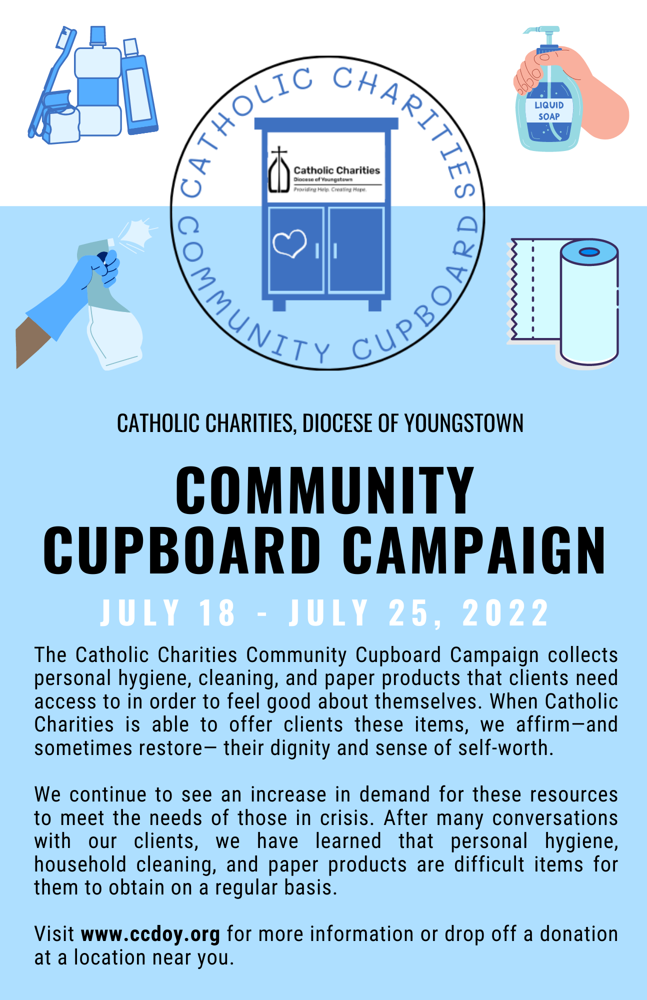 CATHOLIC CHARITIES
LIQUID
SOAP
Catholic Charities
Diocese of Youngstown
Providing Help. Creating Hope.
COMMUNITY CUPBOARD
CATHOLIC CHARITIES, DIOCESE OF YOUNGSTOWN
COMMUNITY
CUPBOARD CAMPAIGN
JULY 18 - JULY 25, 2022
The Catholic Charities Community Cupboard Campaign collects
personal hygiene, cleaning, and paper products that clients need
access to in order to feel good about themselves. When Catholic
Charities is able to offer clients these items, we affirm—and
sometimes restore— their dignity and sense of self-worth.
We continue to see an increase in demand for these resources
to meet the needs of those in crisis. After many conversations
with our clients, we have learned that personal hygiene,
household cleaning, and paper products are difficult items for
them to obtain on a regular basis.
Visit www.ccdoy.org for more information or drop off a donation
at a location near you.